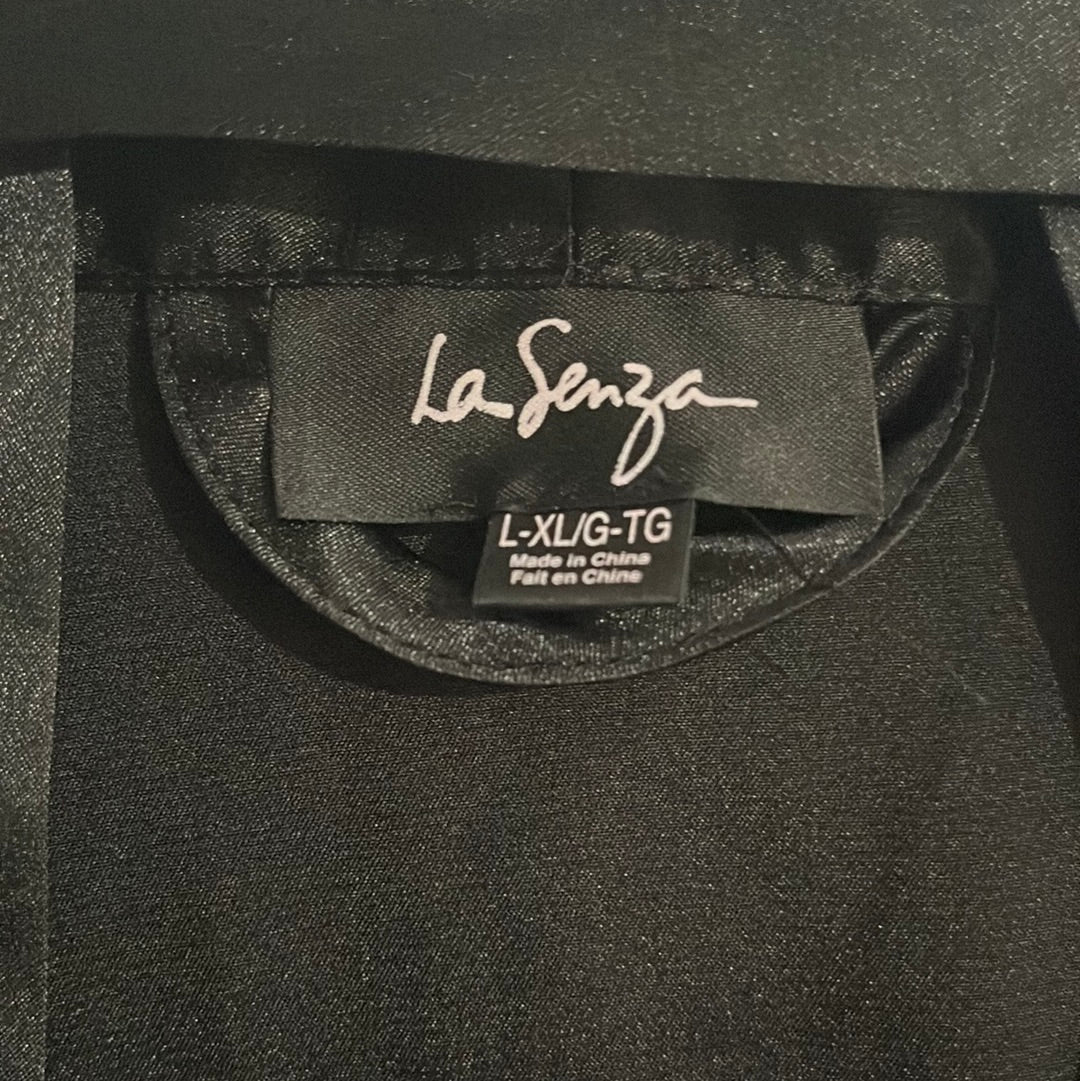 La Senza
L-XL/G-TG
Made in China
Fait en Chine